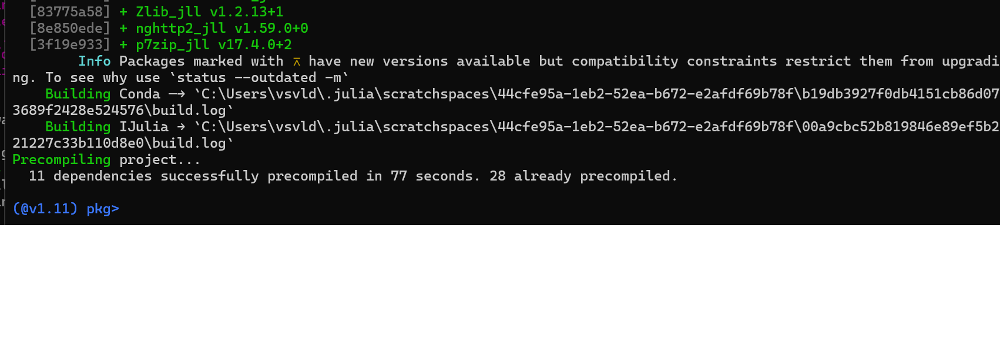 [83775a58] + Zlib_jll v1.2.13+1
[8e850ede] + nghttp2_jll v1.59.0+0
[3f19e933] + p7zip_jll v17.4.0+2
Info Packages marked with ⌅ have new versions available but compatibility constraints restrict them from upgradi
ng. To see why use `status --outdated -m`
Building Conda ─→ `C:\Users\vsvld\.julia\scratchspaces\44cfe95a-1eb2-52ea-b672-e2afdf69b78f\b19db3927f0db4151cb86d07
3689f2428e524576\build.log`
Building IJulia → `C:\Users\vsvld\.julia\scratchspaces\44cfe95a-1eb2-52ea-b672-e2afdf69b78f\00a9cbc52b819846e89ef5b2
21227c33b110d8e0\build.log`
Precompiling project...
11 dependencies successfully precompiled in 77 seconds. 28 already precompiled.
(@v1.11) pkg>